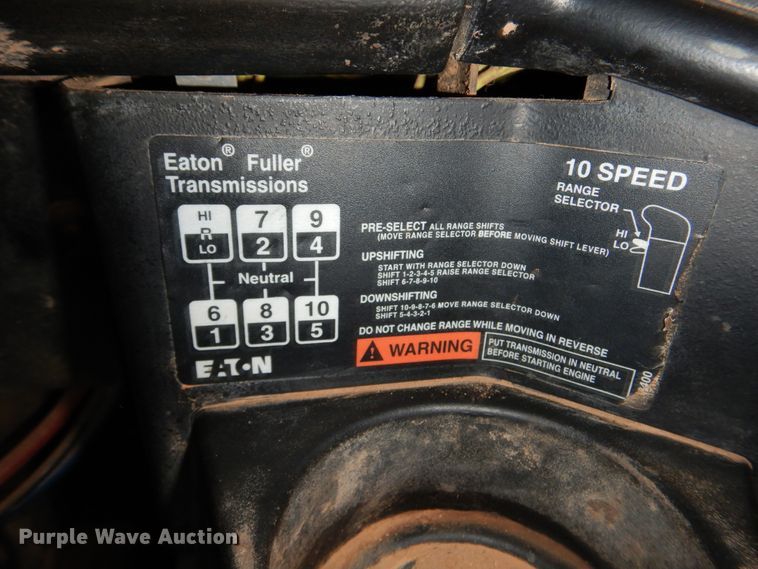 Eaton® Fuller®
Transmissions
HI
R
LO
7
2
9
4
Neutral
6
1
8
3
10
5
EATON
PRE-SELECT ALL RANGE SHIFTS
(MOVE RANGE SELECTOR BEFORE MOVING SHIFT LEVER)
UPSHIFTING
START WITH RANGE SELECTOR DOWN
SHIFT 1-2-3-4-5 RAISE RANGE SELECTOR
SHIFT 6-7-8-9-10
DOWNSHIFTING
SHIFT 10-9-8-7-6 MOVE RANGE SELECTOR DOWN
SHIFT 5-4-3-2-1
DO NOT CHANGE RANGE WHILE MOVING IN REVERSE
WARNING
PUT TRANSMISSION IN NEUTRAL
BEFORE STARTING ENGINE
10 SPEED
RANGE
SELECTOR
HI
LO
Purple Wave Auction